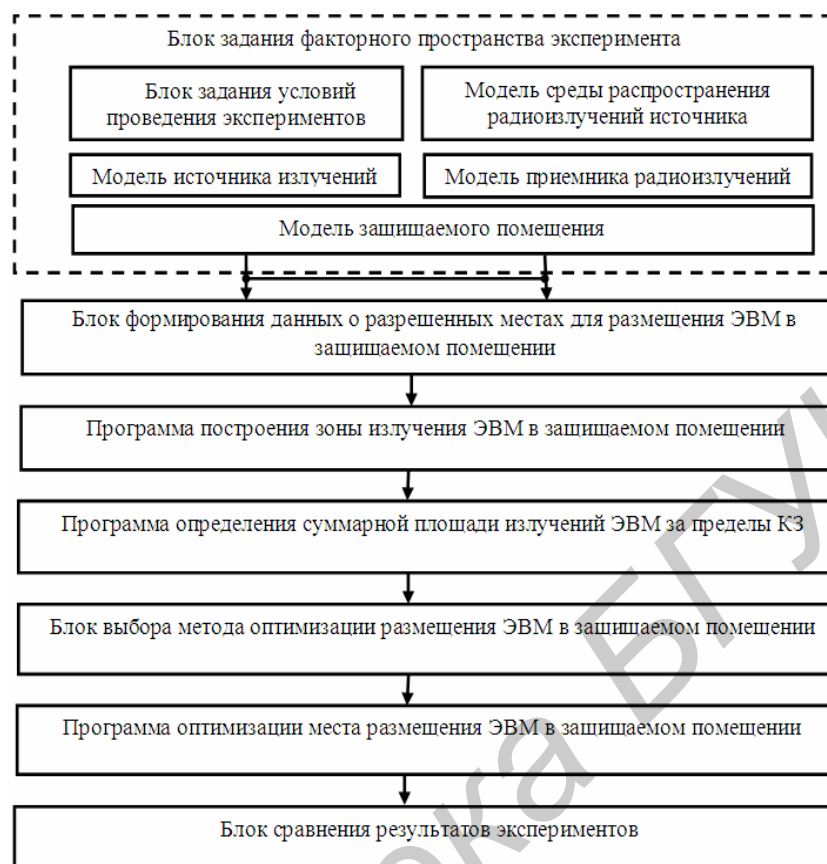 Блок задания факторного пространства эксперимента
Блок задания условий
проведения экспериментов
Модель среды распространения
радиоизлучений источника
Модель источника излучений
Модель приемника радиоизлучений
Модель защищаемого помещения
Блок формирования данных о разрешенных местах для размещения ЭВМ в
защищаемом помещении
Программа построения зоны излучения ЭВМ в защищаемом помещении
Программа определения суммарной площади излучений ЭВМ за пределы КЗ
Блок выбора метода оптимизации размещения ЭВМ в защищаемом помещении
Программа оптимизации места размещения ЭВМ в защищаемом помещении
Блок сравнения результатов экспериментов